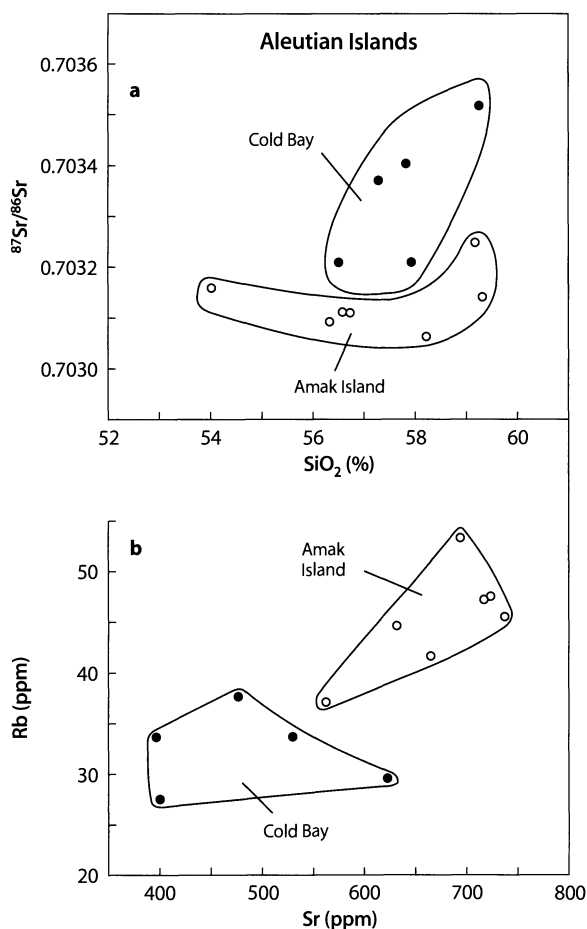 Aleutian Islands
a
0.7036
0.7034
0.7032
0.7030
⁸⁷Sr/⁸⁶Sr
Cold Bay
Amak Island
52 54 56 58 60
SiO₂ (%)
b
Amak
Island
50
40
30
20
Rb (ppm)
Cold Bay
400 500 600 700 800
Sr (ppm)